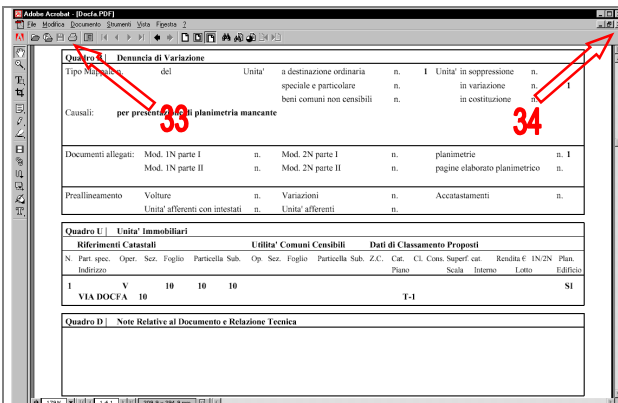 Adobe Acrobat - [Docfa.PDF]
File Modifica Documento Strumenti Vista Finestra ?
Quadro B | Denuncia di Variazione
Tipo Mappale n. del Unita' a destinazione ordinaria n. 1 Unita' in soppressione n.
speciale e particolare n. in variazione n. 1
beni comuni non censibili n. in costituzione n.
Causali: per presentazione di planimetria mancante
33
34
Documenti allegati: Mod. 1N parte I n. Mod. 2N parte I n. planimetrie n. 1
Mod. 1N parte II n. Mod. 2N parte II n. pagine elaborato planimetrico n.
Preallineamento Volture n. Variazioni n. Accatastamenti n.
Unita' afferenti con intestati n. Unita' afferenti n.
Quadro U | Unita' Immobiliari
Riferimenti Catastali Utilita' Comuni Censibili Dati di Classamento Proposti
N. Part. spec. Oper. Sez. Foglio Particella Sub. Op. Sez. Foglio Particella Sub. Z.C. Cat. Cl. Cons. Superf. cat. Rendita € 1N/2N Plan.
Indirizzo Piano Scala Interno Lotto Edificio
1 V 10 10 10 S1
VIA DOCFA 10 T-1
Quadro D | Note Relative al Documento e Relazione Tecnica